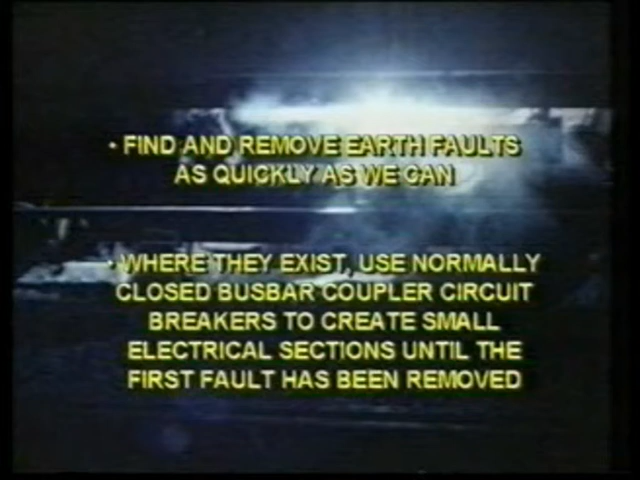 • FIND AND REMOVE EARTH FAULTS
AS QUICKLY AS WE CAN
• WHERE THEY EXIST, USE NORMALLY
CLOSED BUSBAR COUPLER CIRCUIT
BREAKERS TO CREATE SMALL
ELECTRICAL SECTIONS UNTIL THE
FIRST FAULT HAS BEEN REMOVED